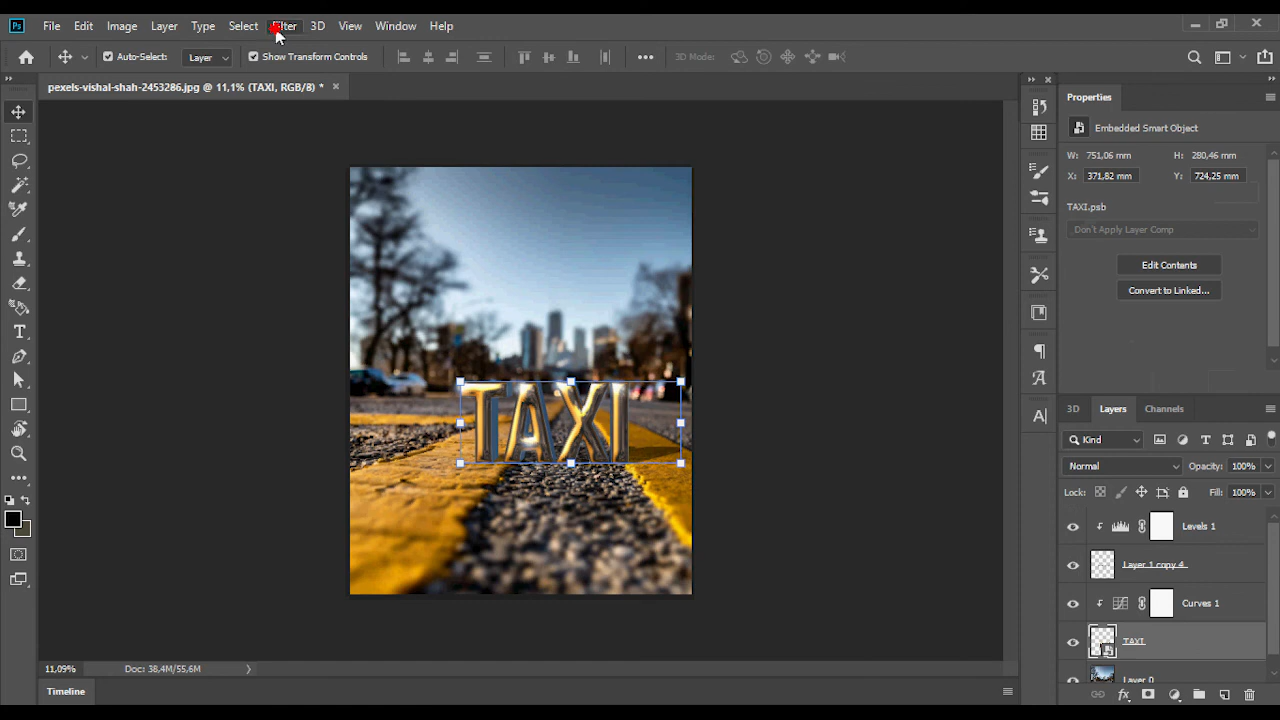 Ps File Edit Image Layer Type Select Filter 3D View Window Help
Auto-Select: Layer Show Transform Controls 3D Mode:
pexels-vishal-shah-2453286.jpg @ 11,1% (TAXI, RGB/8) *
Properties
Embedded Smart Object
W: 751,06 mm H: 280,46 mm
X: 371,82 mm Y: 724,25 mm
TAXI.psb
Don't Apply Layer Comp
Edit Contents
Convert to Linked...
TAXI
3D Layers Channels
Kind
Normal Opacity: 100%
Lock: Fill: 100%
Levels 1
Layer 1 copy 4
Curves 1
TAXI
Layer 0
11,09% Doc: 38,4M/55,6M
Timeline